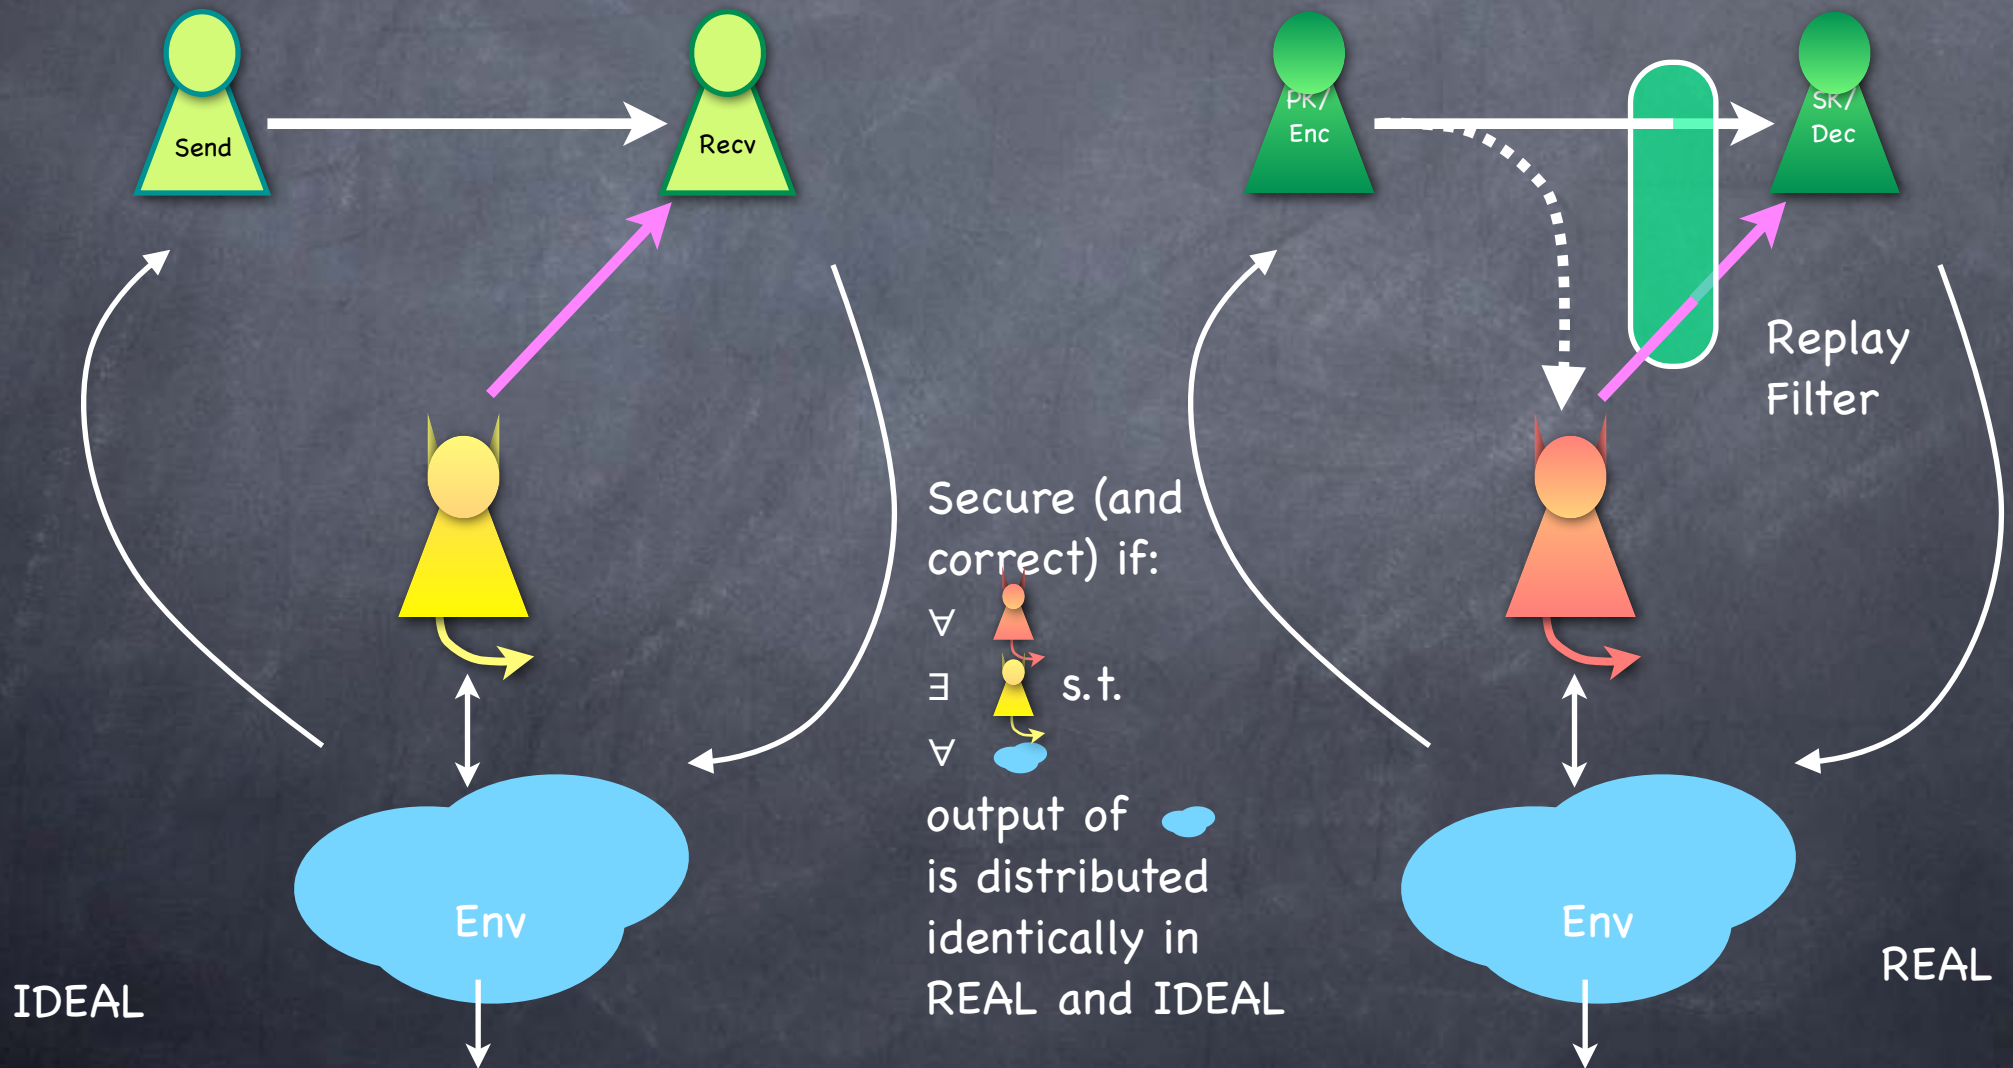 Send
Recv
PK/
Enc
SK/
Dec
Replay
Filter
Secure (and
correct) if:
∀
∃ s.t.
∀
output of
is distributed
identically in
REAL and IDEAL
Env
Env
IDEAL
REAL